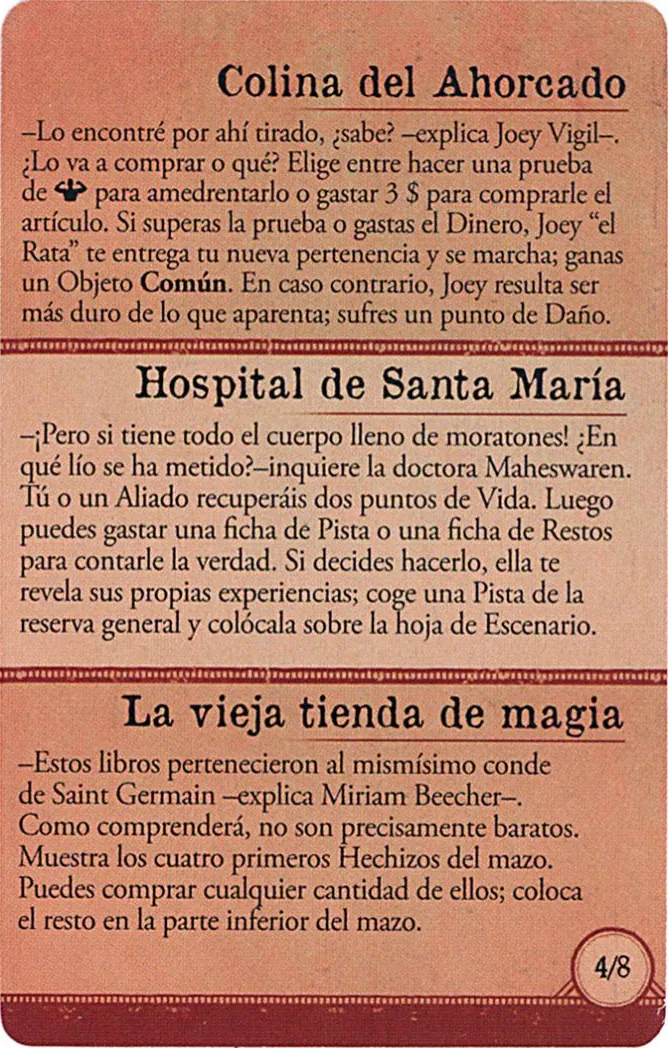 Colina del Ahorcado
–Lo encontré por ahí tirado, ¿sabe? –explica Joey Vigil–.
¿Lo va a comprar o qué? Elige entre hacer una prueba
de para amedrentarlo o gastar 3 $ para comprarle el
artículo. Si superas la prueba o gastas el Dinero, Joey “el
Rata” te entrega tu nueva pertenencia y se marcha; ganas
un Objeto Común. En caso contrario, Joey resulta ser
más duro de lo que aparenta; sufres un punto de Daño.
Hospital de Santa María
–¡Pero si tiene todo el cuerpo lleno de moratones! ¿En
qué lío se ha metido?–inquiere la doctora Maheswaren.
Tú o un Aliado recuperáis dos puntos de Vida. Luego
puedes gastar una ficha de Pista o una ficha de Restos
para contarle la verdad. Si decides hacerlo, ella te
revela sus propias experiencias; coge una Pista de la
reserva general y colócala sobre la hoja de Escenario.
La vieja tienda de magia
–Estos libros pertenecieron al mismísimo conde
de Saint Germain –explica Miriam Beecher–.
Como comprenderá, no son precisamente baratos.
Muestra los cuatro primeros Hechizos del mazo.
Puedes comprar cualquier cantidad de ellos; coloca
el resto en la parte inferior del mazo.
4/8